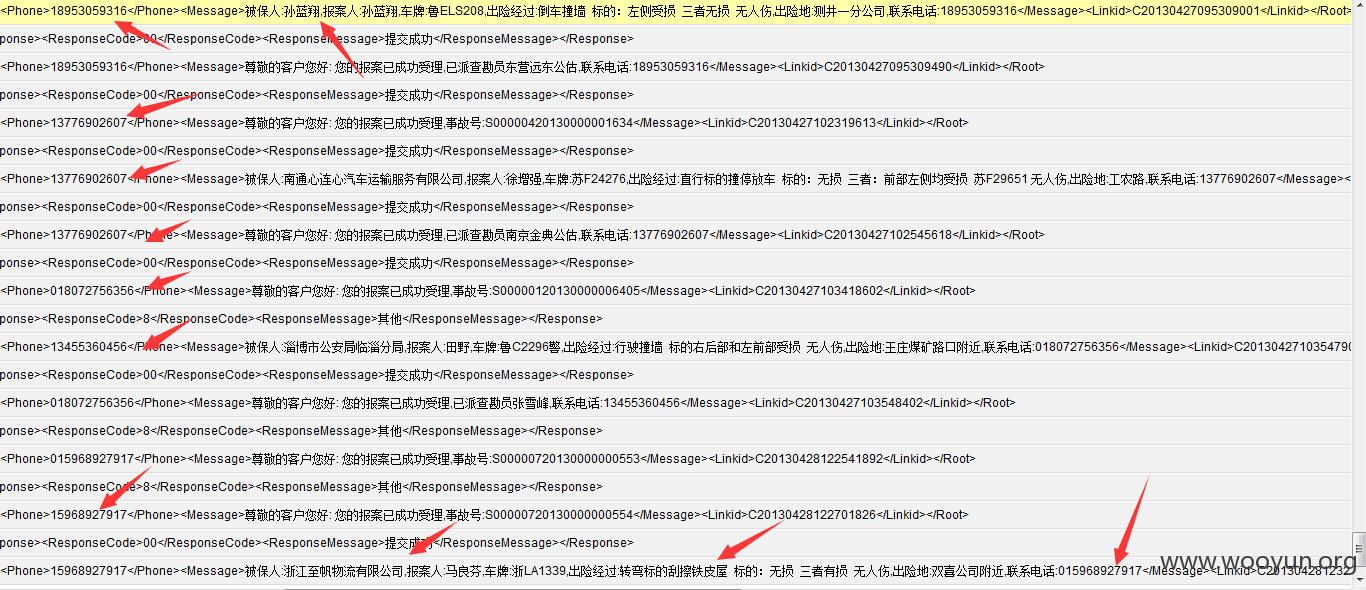 <Phone>18953059316</Phone><Message>被保人:孙蓝翔,报案人:孙蓝翔,车牌:鲁ELS208,出险经过:倒车撞墙 标的：左侧受损 三者无损 无人伤,出险地:测井一分公司,联系电话:18953059316</Message><Linkid>C20130427095309001</Linkid></Root>
ponse><ResponseCode>00</ResponseCode><ResponseMessage>提交成功</ResponseMessage></Response>
<Phone>18953059316</Phone><Message>尊敬的客户您好: 您的报案已成功受理,已派查勘员东营远东公估,联系电话:18953059316</Message><Linkid>C20130427095309490</Linkid></Root>
ponse><ResponseCode>00</ResponseCode><ResponseMessage>提交成功</ResponseMessage></Response>
<Phone>13776902607</Phone><Message>尊敬的客户您好: 您的报案已成功受理,事故号:S00000420130000001634</Message><Linkid>C20130427102319613</Linkid></Root>
ponse><ResponseCode>00</ResponseCode><ResponseMessage>提交成功</ResponseMessage></Response>
<Phone>13776902607</Phone><Message>被保人:南通心连心汽车运输服务有限公司,报案人:徐增强,车牌:苏F24276,出险经过:直行标的撞停放车 标的：无损 三者：前部左侧均受损 苏F29651 无人伤,出险地:工农路,联系电话:13776902607</Message><
ponse><ResponseCode>00</ResponseCode><ResponseMessage>提交成功</ResponseMessage></Response>
<Phone>13776902607</Phone><Message>尊敬的客户您好: 您的报案已成功受理,已派查勘员南京金典公估,联系电话:13776902607</Message><Linkid>C20130427102545618</Linkid></Root>
ponse><ResponseCode>00</ResponseCode><ResponseMessage>提交成功</ResponseMessage></Response>
<Phone>018072756356</Phone><Message>尊敬的客户您好: 您的报案已成功受理,事故号:S00000120130000006405</Message><Linkid>C20130427103418602</Linkid></Root>
ponse><ResponseCode>8</ResponseCode><ResponseMessage>其他</ResponseMessage></Response>
<Phone>13455360456</Phone><Message>被保人:淄博市公安局临淄分局,报案人:田野,车牌:鲁C2296警,出险经过:行驶撞墙 标的右后部和左前部受损 无人伤,出险地:王庄煤矿路口附近,联系电话:018072756356</Message><Linkid>C2013042710354790
ponse><ResponseCode>00</ResponseCode><ResponseMessage>提交成功</ResponseMessage></Response>
<Phone>018072756356</Phone><Message>尊敬的客户您好: 您的报案已成功受理,已派查勘员张雪峰,联系电话:13455360456</Message><Linkid>C20130427103548402</Linkid></Root>
ponse><ResponseCode>8</ResponseCode><ResponseMessage>其他</ResponseMessage></Response>
<Phone>015968927917</Phone><Message>尊敬的客户您好: 您的报案已成功受理,事故号:S00000720130000000553</Message><Linkid>C20130428122541892</Linkid></Root>
ponse><ResponseCode>8</ResponseCode><ResponseMessage>其他</ResponseMessage></Response>
<Phone>15968927917</Phone><Message>尊敬的客户您好: 您的报案已成功受理,事故号:S00000720130000000554</Message><Linkid>C20130428122701826</Linkid></Root>
ponse><ResponseCode>00</ResponseCode><ResponseMessage>提交成功</ResponseMessage></Response>
<Phone>15968927917</Phone><Message>被保人:浙江至帆物流有限公司,报案人:马良芬,车牌:浙LA1339,出险经过:转弯标的刮擦铁皮屋 标的：无损 三者有损 无人伤,出险地:双喜公司附近,联系电话:015968927917</Message><Linkid>C201304281232
www.wooyun.org